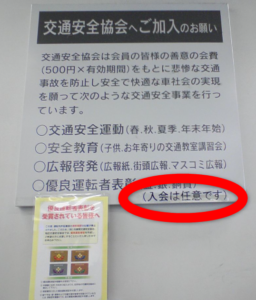 交通安全協会へご加入のお願い
交通安全協会は会員の皆様の善意の会費
(500円×有効期間)をもとに悲惨な交通
事故を防止し安全で快適な車社会の実現
を願って次のような交通安全事業を行っ
ています。
○交通安全運動(春.秋.夏季.年末年始)
○安全教育(子供.お年寄りの交通教室講習会)
○広報啓発(広報紙.街頭広報.マスコミ広報)
○優良運転者表彰
(入会は任意です)